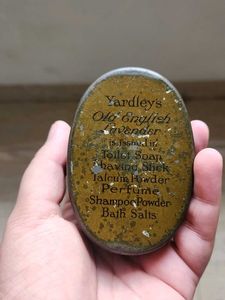 Yardley's
Old English
Lavender
is issued in
Toilet Soap
Shaving Stick
Talcum Powder
Perfume
Shampoo Powder
Bath Salts